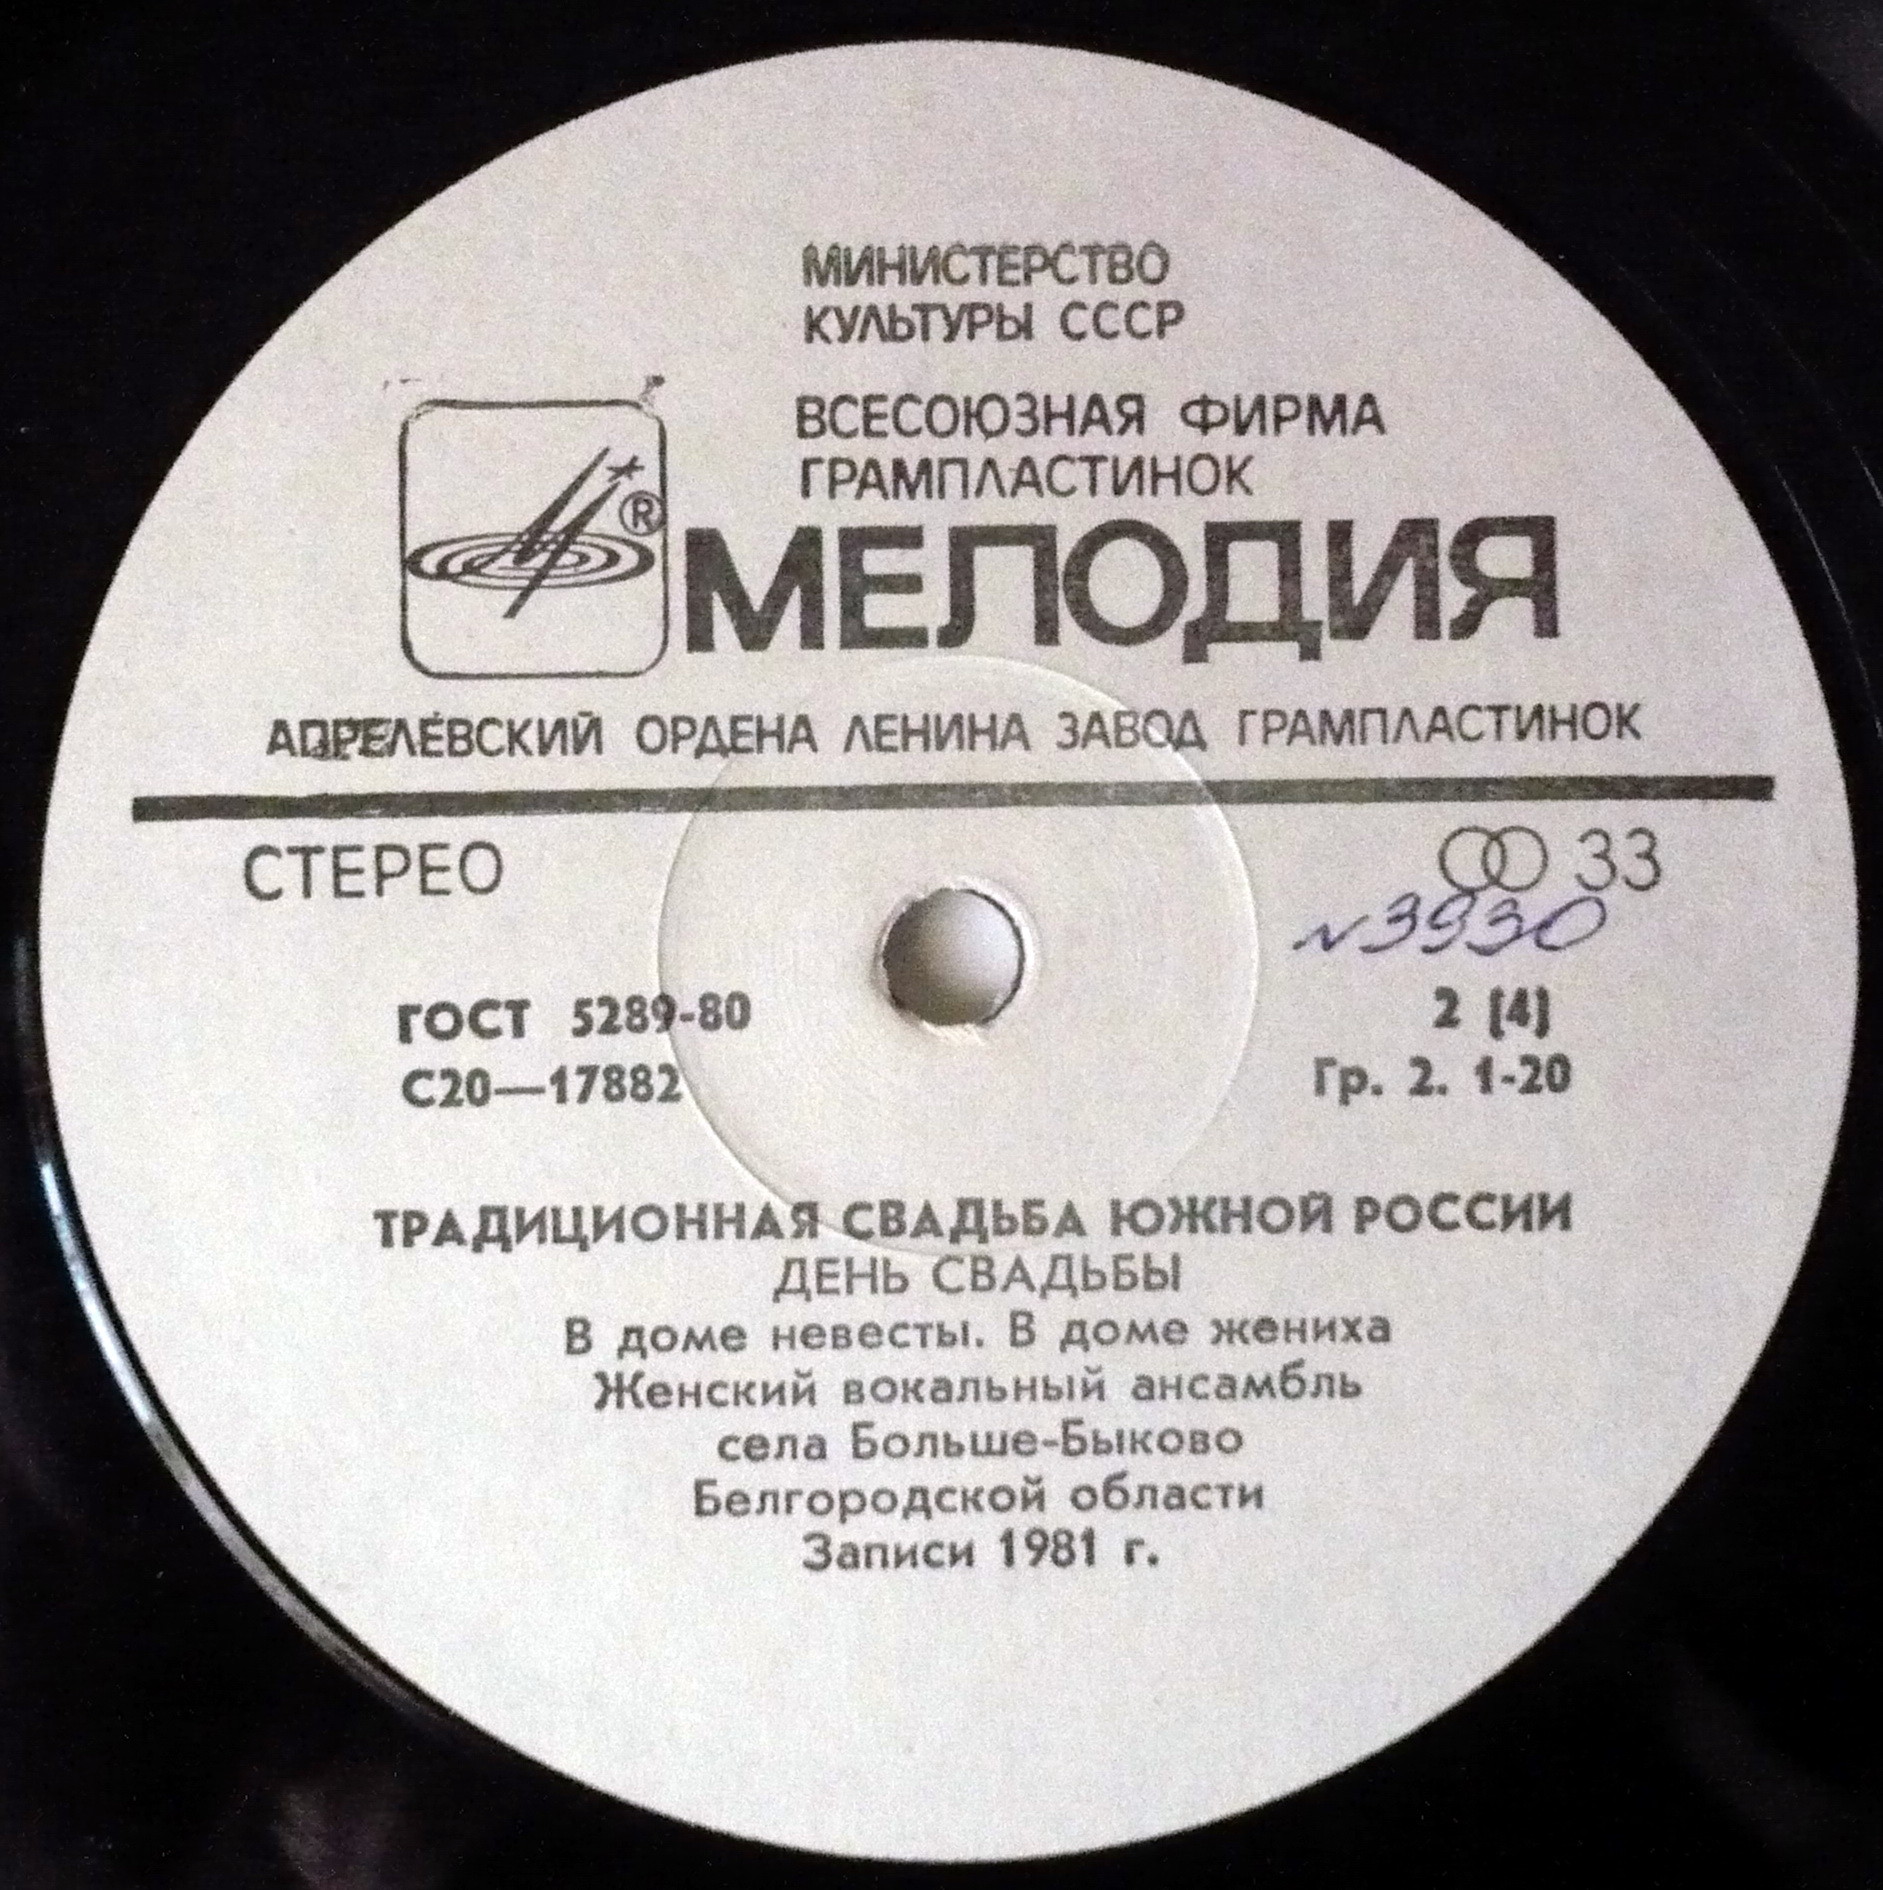 МИНИСТЕРСТВО
КУЛЬТУРЫ СССР
ВСЕСОЮЗНАЯ ФИРМА
ГРАМПЛАСТИНОК
®
МЕЛОДИЯ
АПРЕЛЕВСКИЙ ОРДЕНА ЛЕНИНА ЗАВОД ГРАМПЛАСТИНОК
СТЕРЕО
33
№3930
ГОСТ 5289-80
2 (4)
С20—17882
Гр. 2. 1-20
ТРАДИЦИОННАЯ СВАДЬБА ЮЖНОЙ РОССИИ
ДЕНЬ СВАДЬБЫ
В доме невесты. В доме жениха
Женский вокальный ансамбль
села Больше-Быково
Белгородской области
Записи 1981 г.